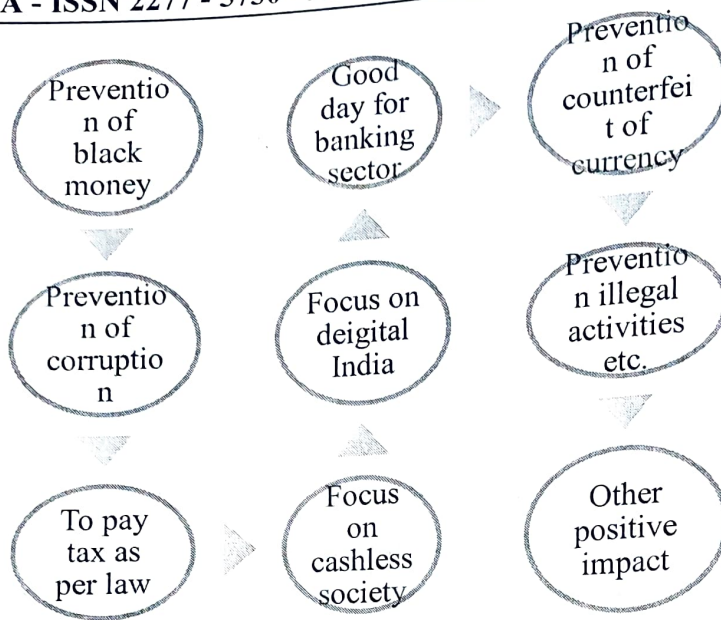 A - ISSN 2277 - 5730
Preventio
n of
black
money
Preventio
n of
corruptio
n
To pay
tax as
per law
Focus
on
cashless
society
Focus on
deigital
India
Good
day for
banking
sector
Preventio
n of
counterfei
t of
currency
Preventio
n illegal
activities
etc.
Other
positive
impact